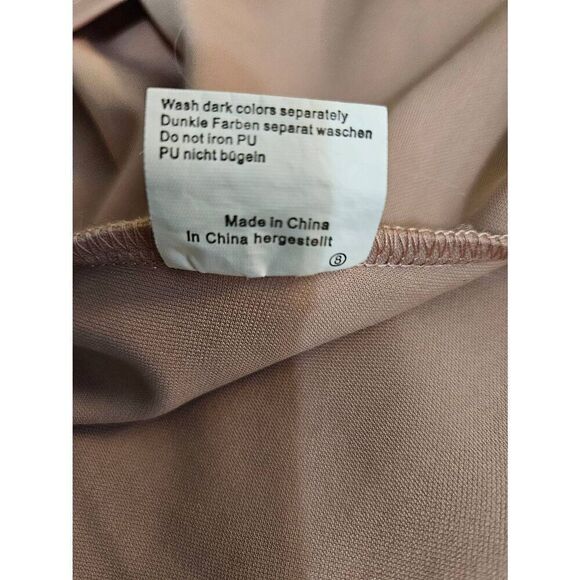 Wash dark colors separately
Dunkle Farben separat waschen
Do not iron PU
PU nicht bügeln
Made in China
In China hergestellt
8